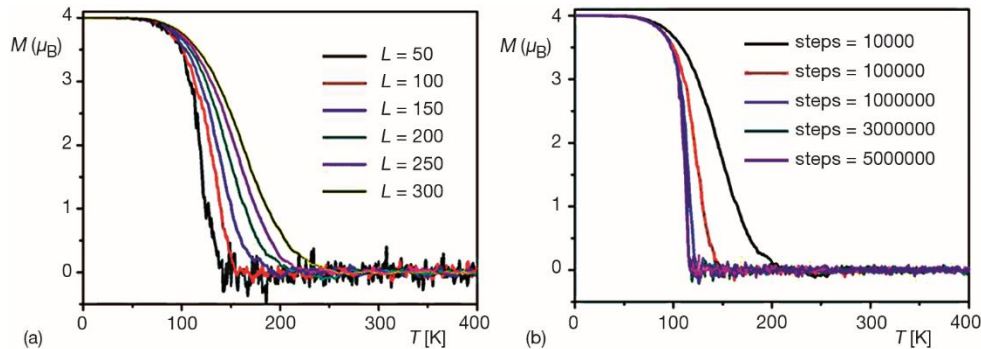 4
3
2
1
0
M (μB)
L = 50
L = 100
L = 150
L = 200
L = 250
L = 300
0 100 200 300 400
(a)
T [K]
4
3
2
1
0
M (μB)
steps = 10000
steps = 100000
steps = 1000000
steps = 3000000
steps = 5000000
0 100 200 300 400
(b)
T [K]